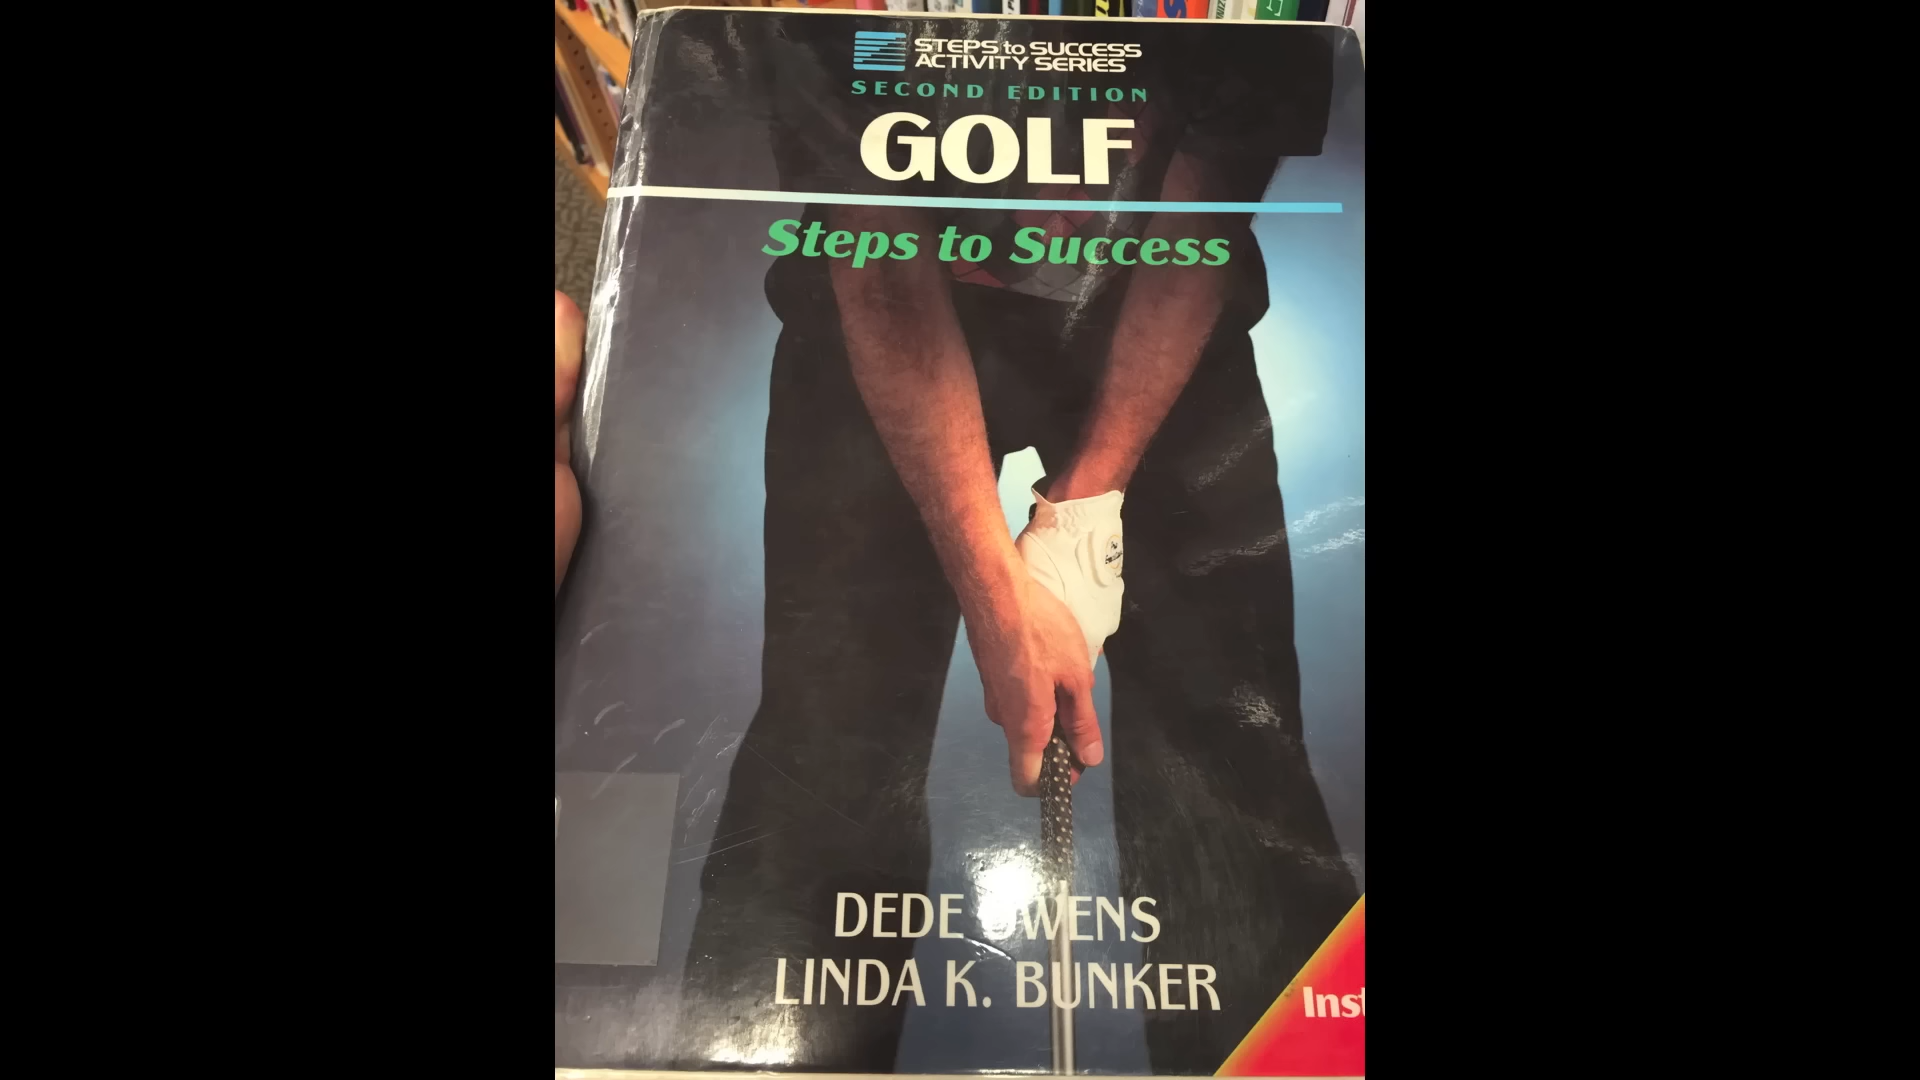 STEPS to SUCCESS
ACTIVITY SERIES
SECOND EDITION
GOLF
Steps to Success
DEDE OWENS
LINDA K. BUNKER
Inst